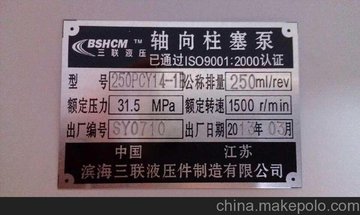 BSHCM 轴向柱塞泵
三联液压 已通过ISO9001:2000认证
型号 250PCY14-1B 公称排量 250ml/rev
额定压力 31.5 MPa 额定转速 1500 r/min
出厂编号 SY0710 出厂日期 2013年03月
中国 江苏
滨海三联液压件制造有限公司
china.makepolo.com